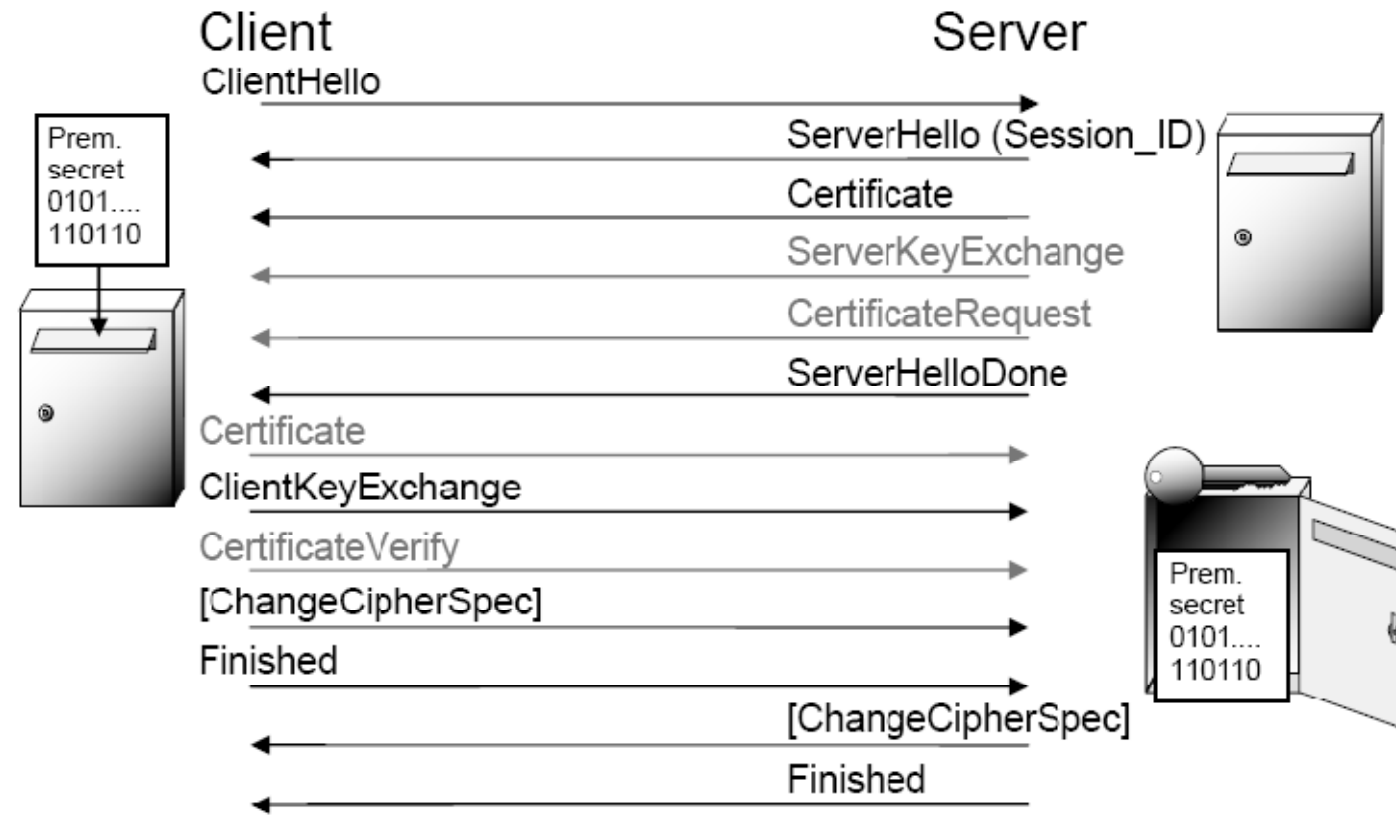 Client
Server
ClientHello
ServerHello (Session_ID)
Prem.
secret
0101....
110110
Certificate
ServerKeyExchange
CertificateRequest
ServerHelloDone
Certificate
ClientKeyExchange
CertificateVerify
[ChangeCipherSpec]
Finished
Prem.
secret
0101....
110110
[ChangeCipherSpec]
Finished